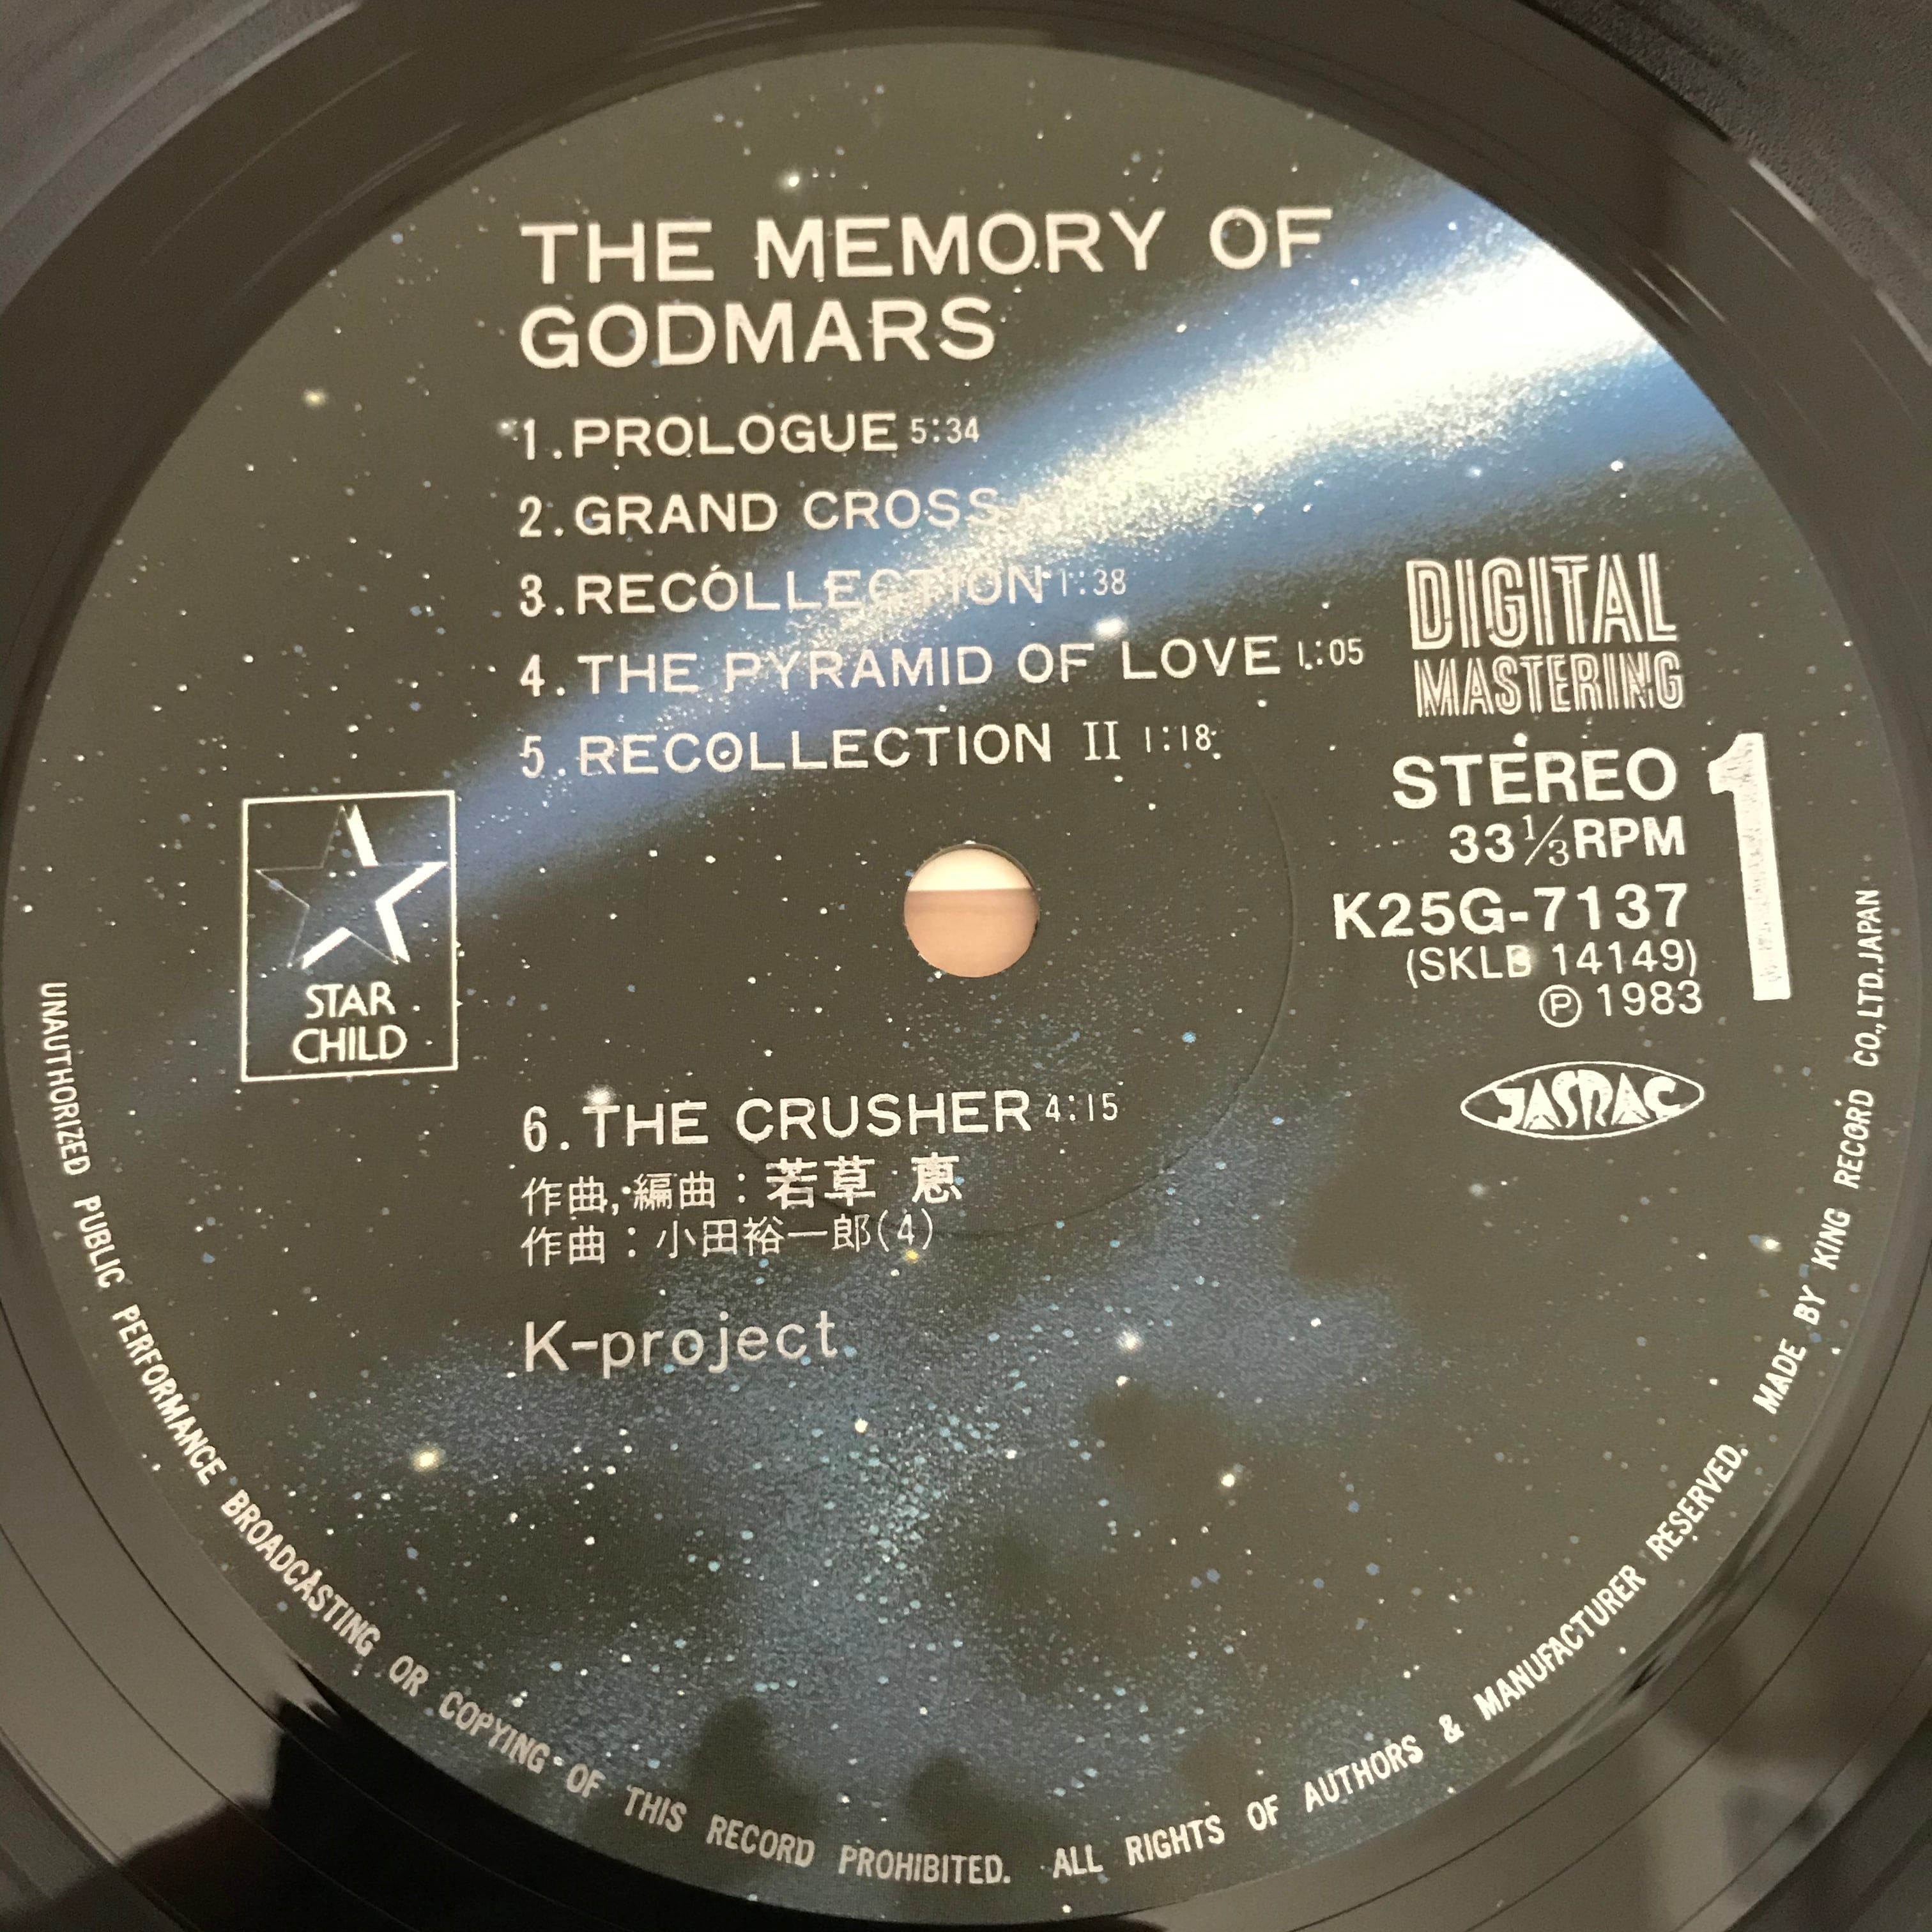 THE MEMORY OF
GODMARS
1. PROLOGUE 5:34
2. GRAND CROSS
3. RECOLLECTION 1:38
4. THE PYRAMID OF LOVE 1:05
5. RECOLLECTION II 1:18
DIGITAL
MASTERING
STEREO
33 1/3 RPM
K25G-7137
(SKLB 14149)
Ⓟ 1983
1
JASRAC
STAR
CHILD
6. THE CRUSHER 4:15
作曲,編曲：若草 恵
作曲：小田裕一郎(4)
K-project
UNAUTHORIZED PUBLIC PERFORMANCE BROADCASTING OR COPYING OF THIS RECORD PROHIBITED. ALL RIGHTS OF AUTHORS & MANUFACTURER RESERVED. MADE BY KING RECORD CO.,LTD.JAPAN